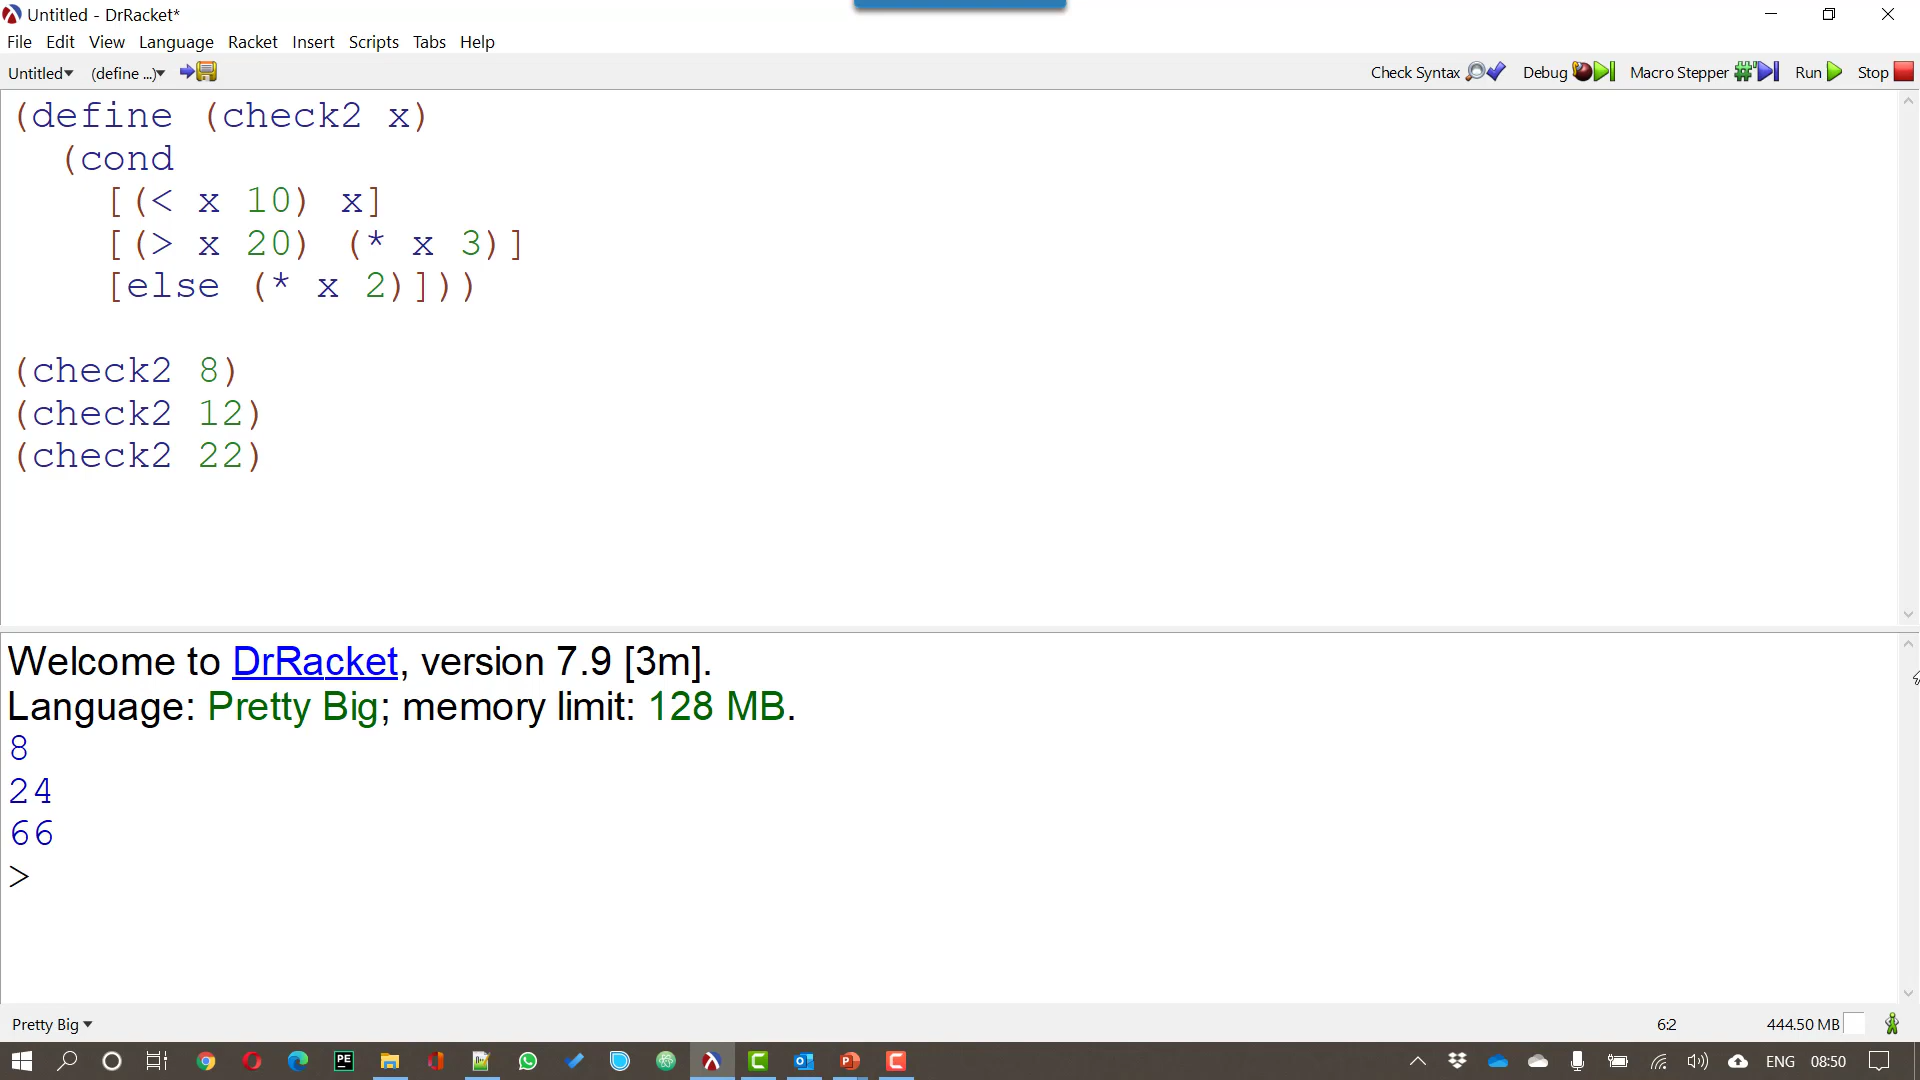 Untitled - DrRacket*
File Edit View Language Racket Insert Scripts Tabs Help
Untitled▾ (define ...)▾ Check Syntax Debug Macro Stepper #' Run Stop
(define (check2 x)
  (cond
    [(< x 10) x]
    [(> x 20) (* x 3)]
    [else (* x 2)]))
(check2 8)
(check2 12)
(check2 22)
Welcome to DrRacket, version 7.9 [3m].
Language: Pretty Big; memory limit: 128 MB.
8
24
66
>
Pretty Big▾ 6:2 444.50 MB
PE ENG 08:50